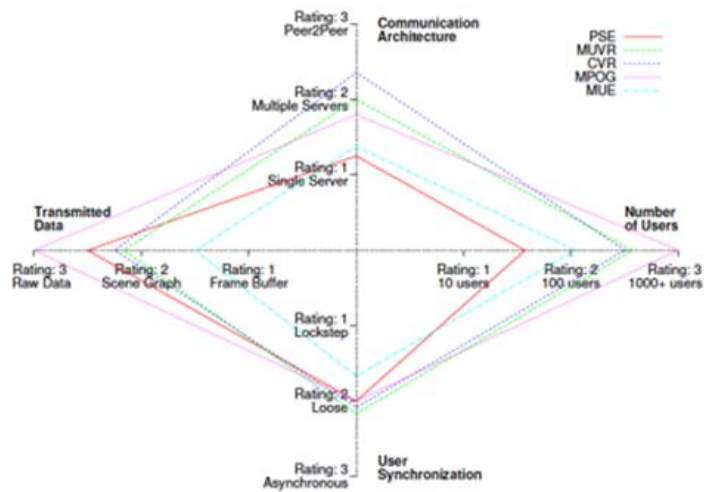 Rating: 3
Peer2Peer
Communication
Architecture
PSE
MUVR
CVR
MPOG
MUE
Rating: 2
Multiple Servers
Rating: 1
Single Server
Transmitted
Data
Number
of Users
Rating: 3
Raw Data
Rating: 2
Scene Graph
Rating: 1
Frame Buffer
Rating: 1
10 users
Rating: 2
100 users
Rating: 3
1000+ users
Rating: 1
Lockstep
Rating: 2
Loose
User
Synchronization
Rating: 3
Asynchronous